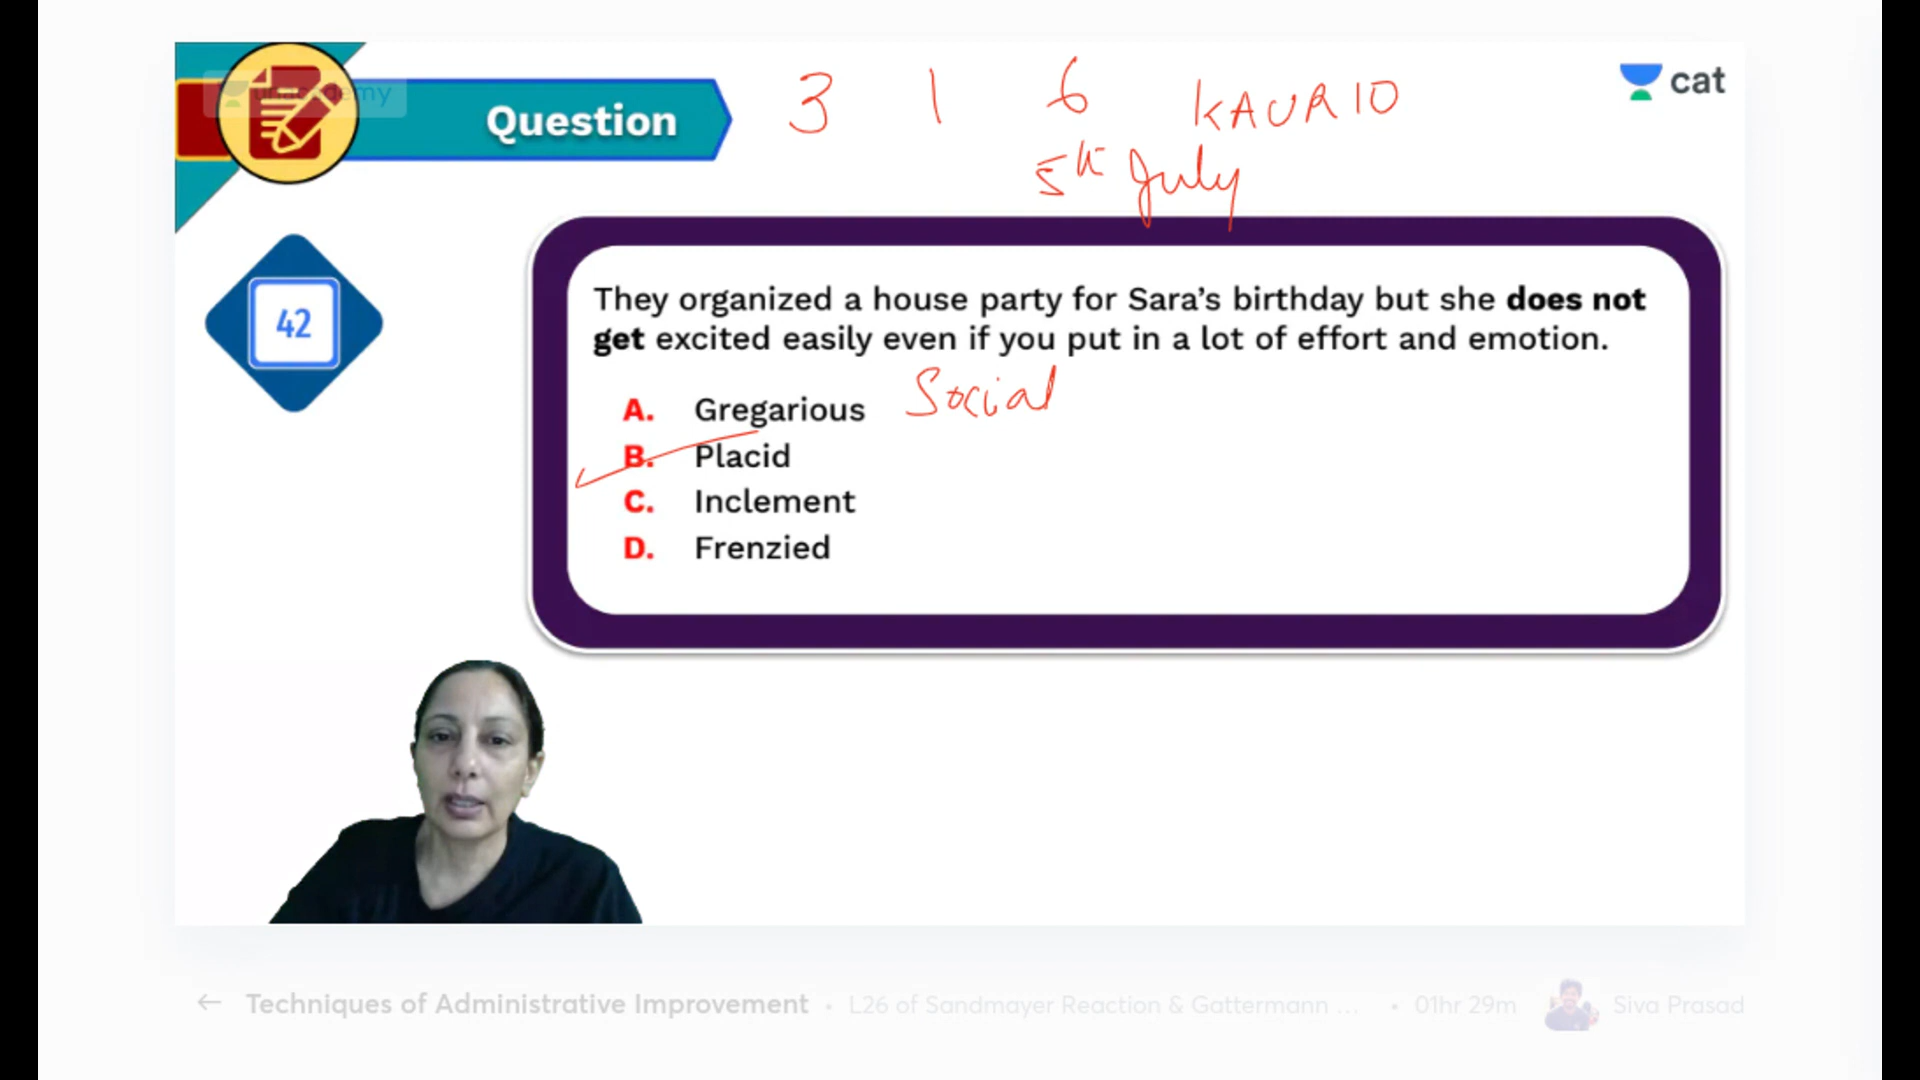 unacademy
Question
3 1 6 KAUR10
5th July
cat
42
They organized a house party for Sara's birthday but she does not
get excited easily even if you put in a lot of effort and emotion.
A. Gregarious Social
B. Placid
C. Inclement
D. Frenzied
← Techniques of Administrative Improvement • L26 of Sandmayer Reaction & Gattermann ... • 01hr 29m Siva Prasad